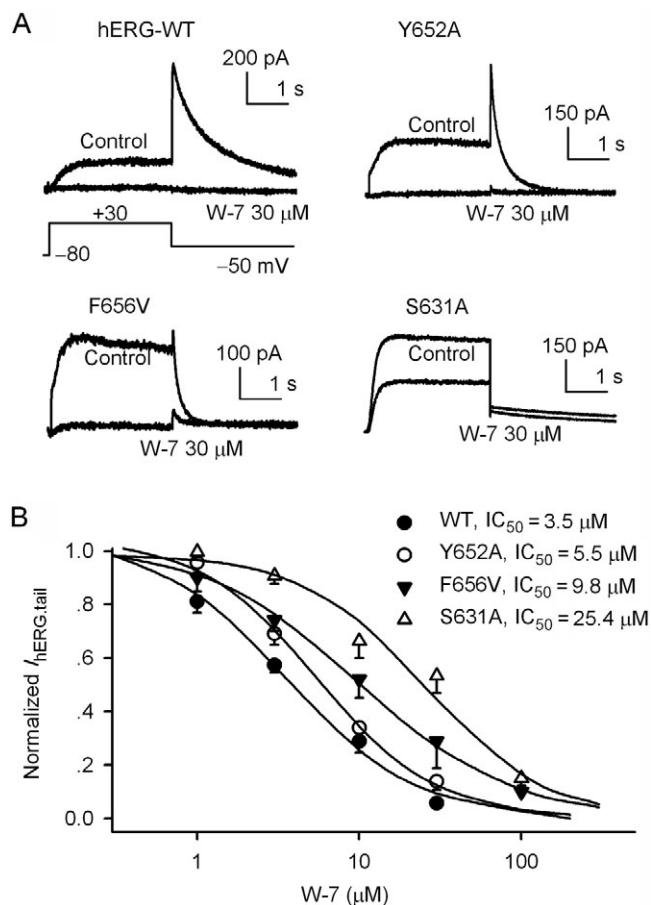 A
hERG-WT
200 pA
1 s
Control
W-7 30 µM
+30
−80
−50 mV
Y652A
150 pA
1 s
Control
W-7 30 µM
F656V
Control
100 pA
1 s
W-7 30 µM
S631A
Control
150 pA
1 s
W-7 30 µM
B
WT, IC50 = 3.5 µM
Y652A, IC50 = 5.5 µM
F656V, IC50 = 9.8 µM
S631A, IC50 = 25.4 µM
Normalized IhERG.tail
1.0
.8
.6
.4
.2
0.0
1
10
100
W-7 (µM)